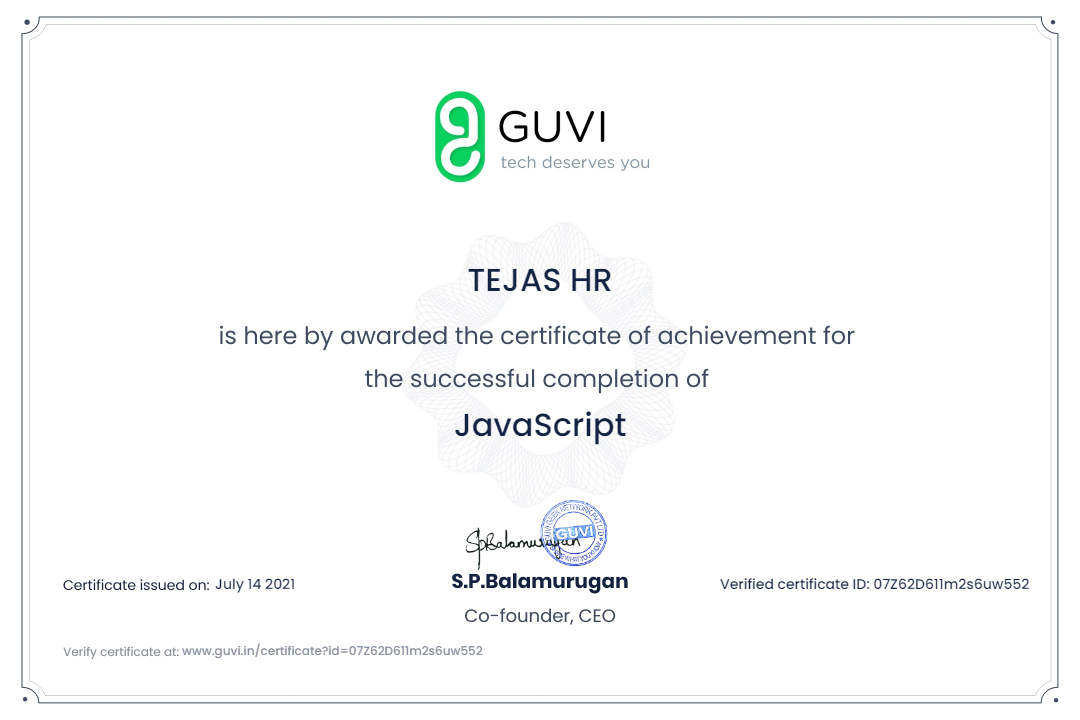 GUVI
tech deserves you
TEJAS HR
is here by awarded the certificate of achievement for
the successful completion of
JavaScript
S.P.Balamurugan
GUVI
S.P.Balamurugan
Co-founder, CEO
Certificate issued on: July 14 2021
Verified certificate ID: 07Z62D611m2s6uw552
Verify certificate at: www.guvi.in/certificate?id=07Z62D611m2s6uw552